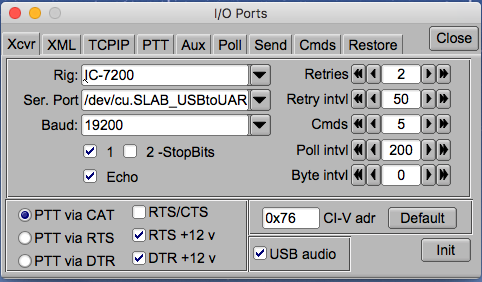 I/O Ports
Xcvr XML TCPIP PTT Aux Poll Send Cmds Restore Close
Rig: IC-7200 Retries 2
Ser. Port /dev/cu.SLAB_USBtoUAR Retry intvl 50
Baud: 19200 Cmds 5
1 2 -StopBits Poll intvl 200
Echo Byte intvl 0
PTT via CAT RTS/CTS 0x76 CI-V adr Default
PTT via RTS RTS +12 v
PTT via DTR DTR +12 v USB audio Init